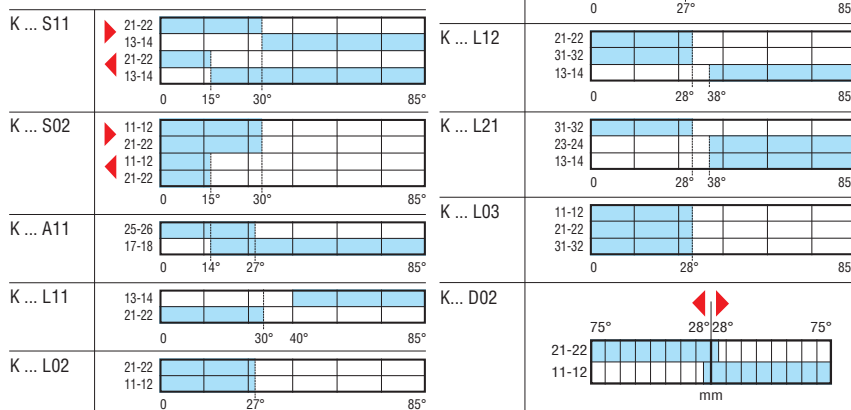 K ... S11
21-22
13-14
21-22
13-14
0 15° 30° 85°
K ... S02
11-12
21-22
11-12
21-22
0 15° 30° 85°
K ... A11
25-26
17-18
0 14° 27° 85°
K ... L11
13-14
21-22
0 30° 40° 85°
K ... L02
21-22
11-12
0 27° 85°
0 27° 85
K ... L12
21-22
31-32
13-14
0 28° 38° 85
K ... L21
31-32
23-24
13-14
0 28° 38° 85
K ... L03
11-12
21-22
31-32
0 28° 85
K... D02
75° 28° 28° 75°
21-22
11-12
mm